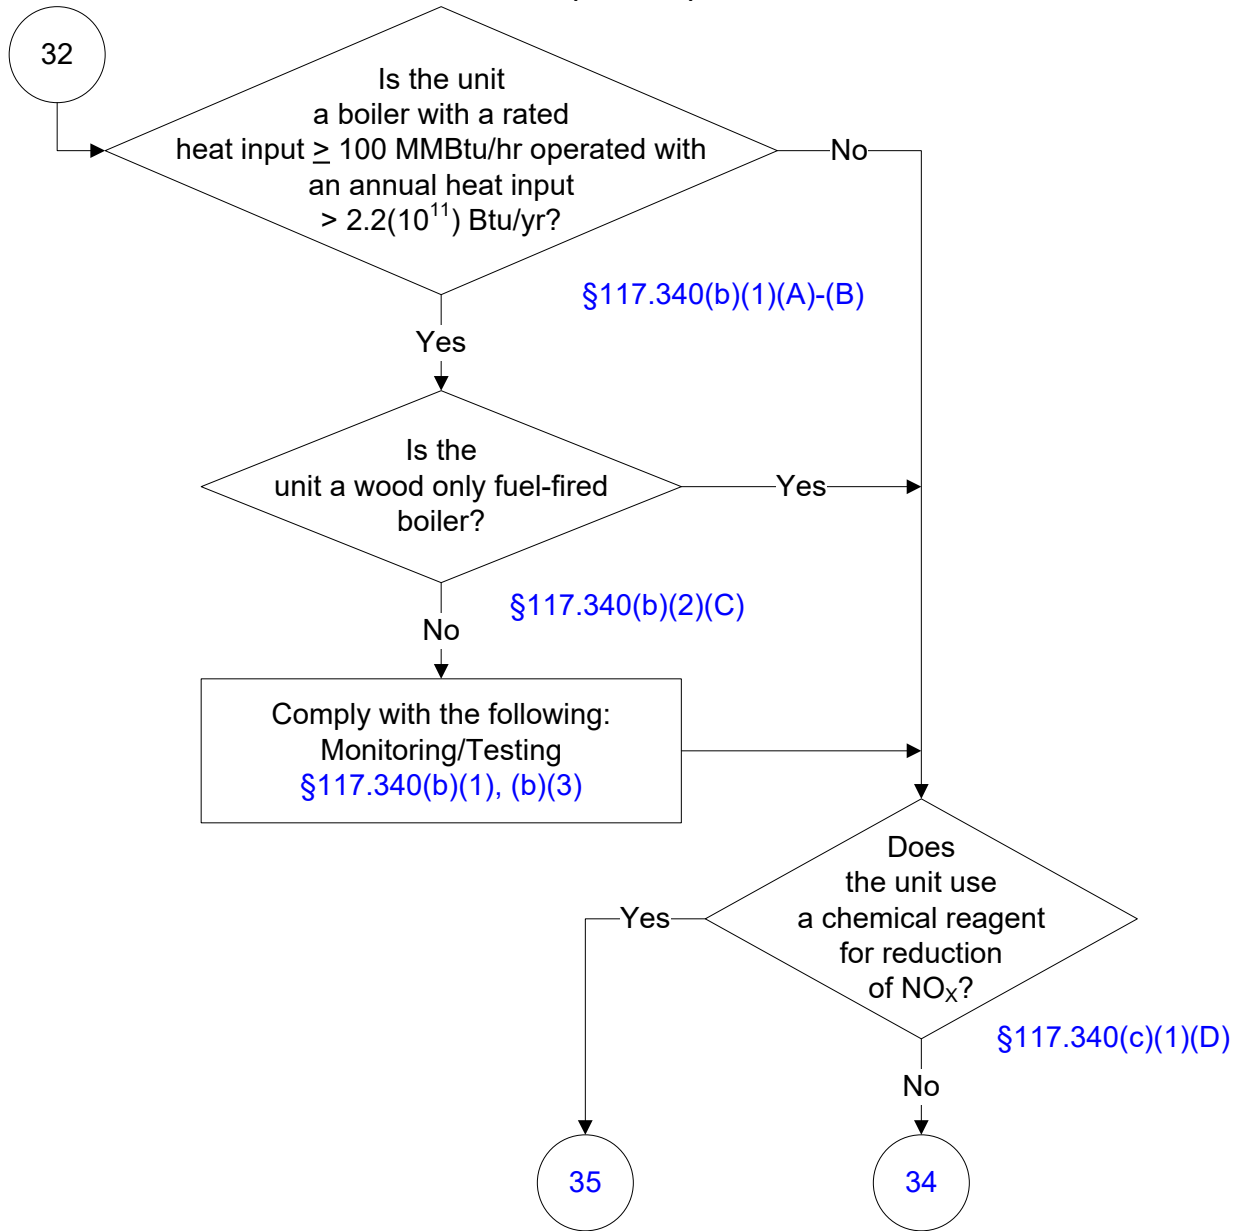 32
Is the unit
a boiler with a rated
heat input ≥ 100 MMBtu/hr operated with
an annual heat input
> 2.2(10¹¹) Btu/yr?
No
§117.340(b)(1)(A)-(B)
Yes
Is the
unit a wood only fuel-fired
boiler?
Yes
§117.340(b)(2)(C)
No
Comply with the following:
Monitoring/Testing
§117.340(b)(1), (b)(3)
Does
the unit use
a chemical reagent
for reduction
of NOₓ?
Yes
§117.340(c)(1)(D)
No
35
34